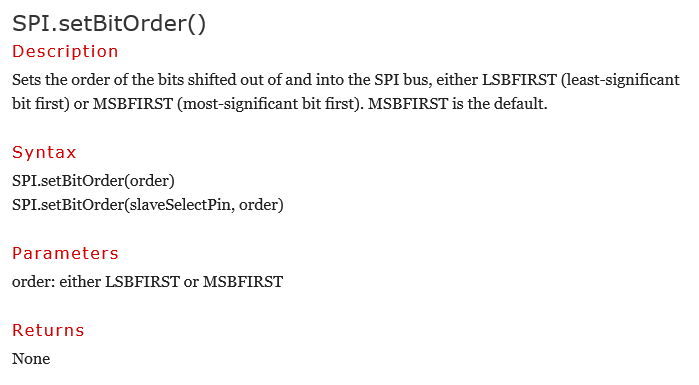 SPI.setBitOrder()
Description
Sets the order of the bits shifted out of and into the SPI bus, either LSBFIRST (least-significant
bit first) or MSBFIRST (most-significant bit first). MSBFIRST is the default.
Syntax
SPI.setBitOrder(order)
SPI.setBitOrder(slaveSelectPin, order)
Parameters
order: either LSBFIRST or MSBFIRST
Returns
None